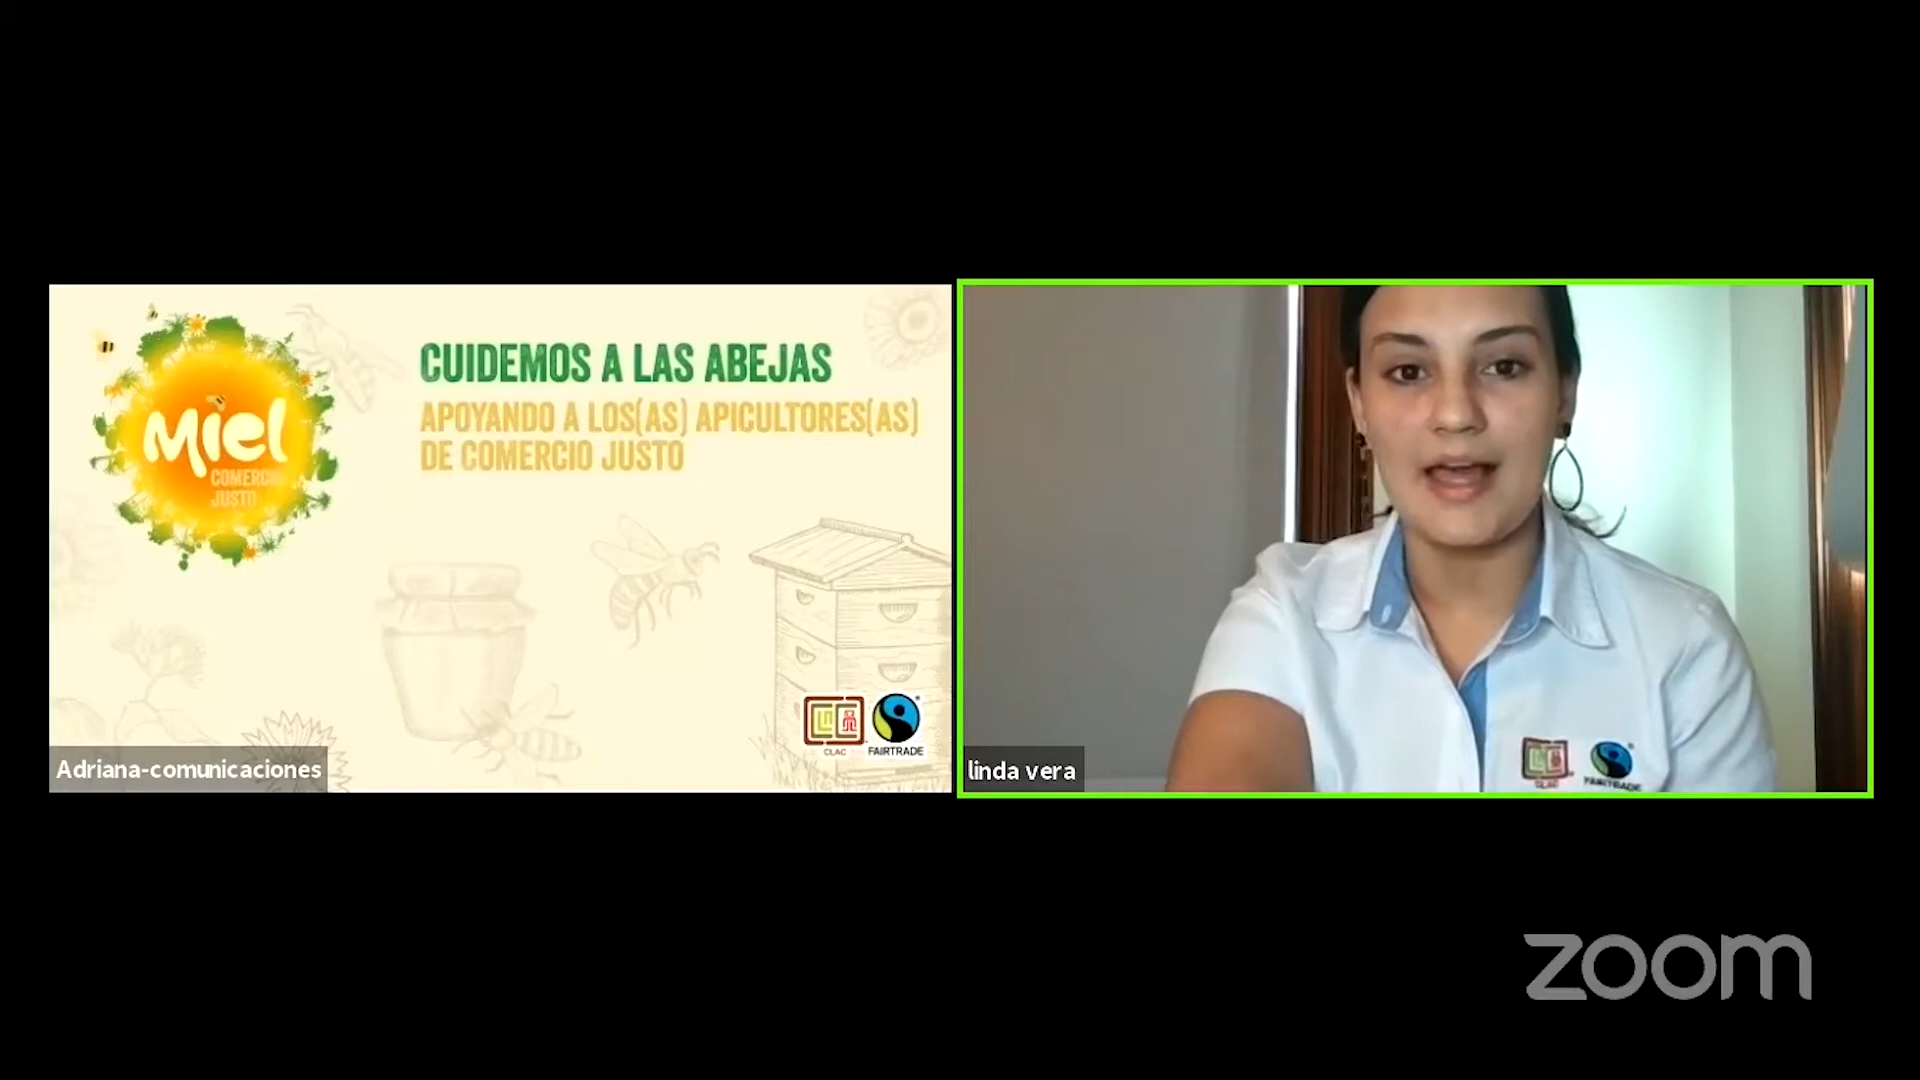 CUIDEMOS A LAS ABEJAS
APOYANDO A LOS(AS) APICULTORES(AS)
DE COMERCIO JUSTO
Miel
COMERCIO
JUSTO
CLAC
FAIRTRADE
Adriana-comunicaciones
linda vera
CLAC
FAIRTRADE
zoom